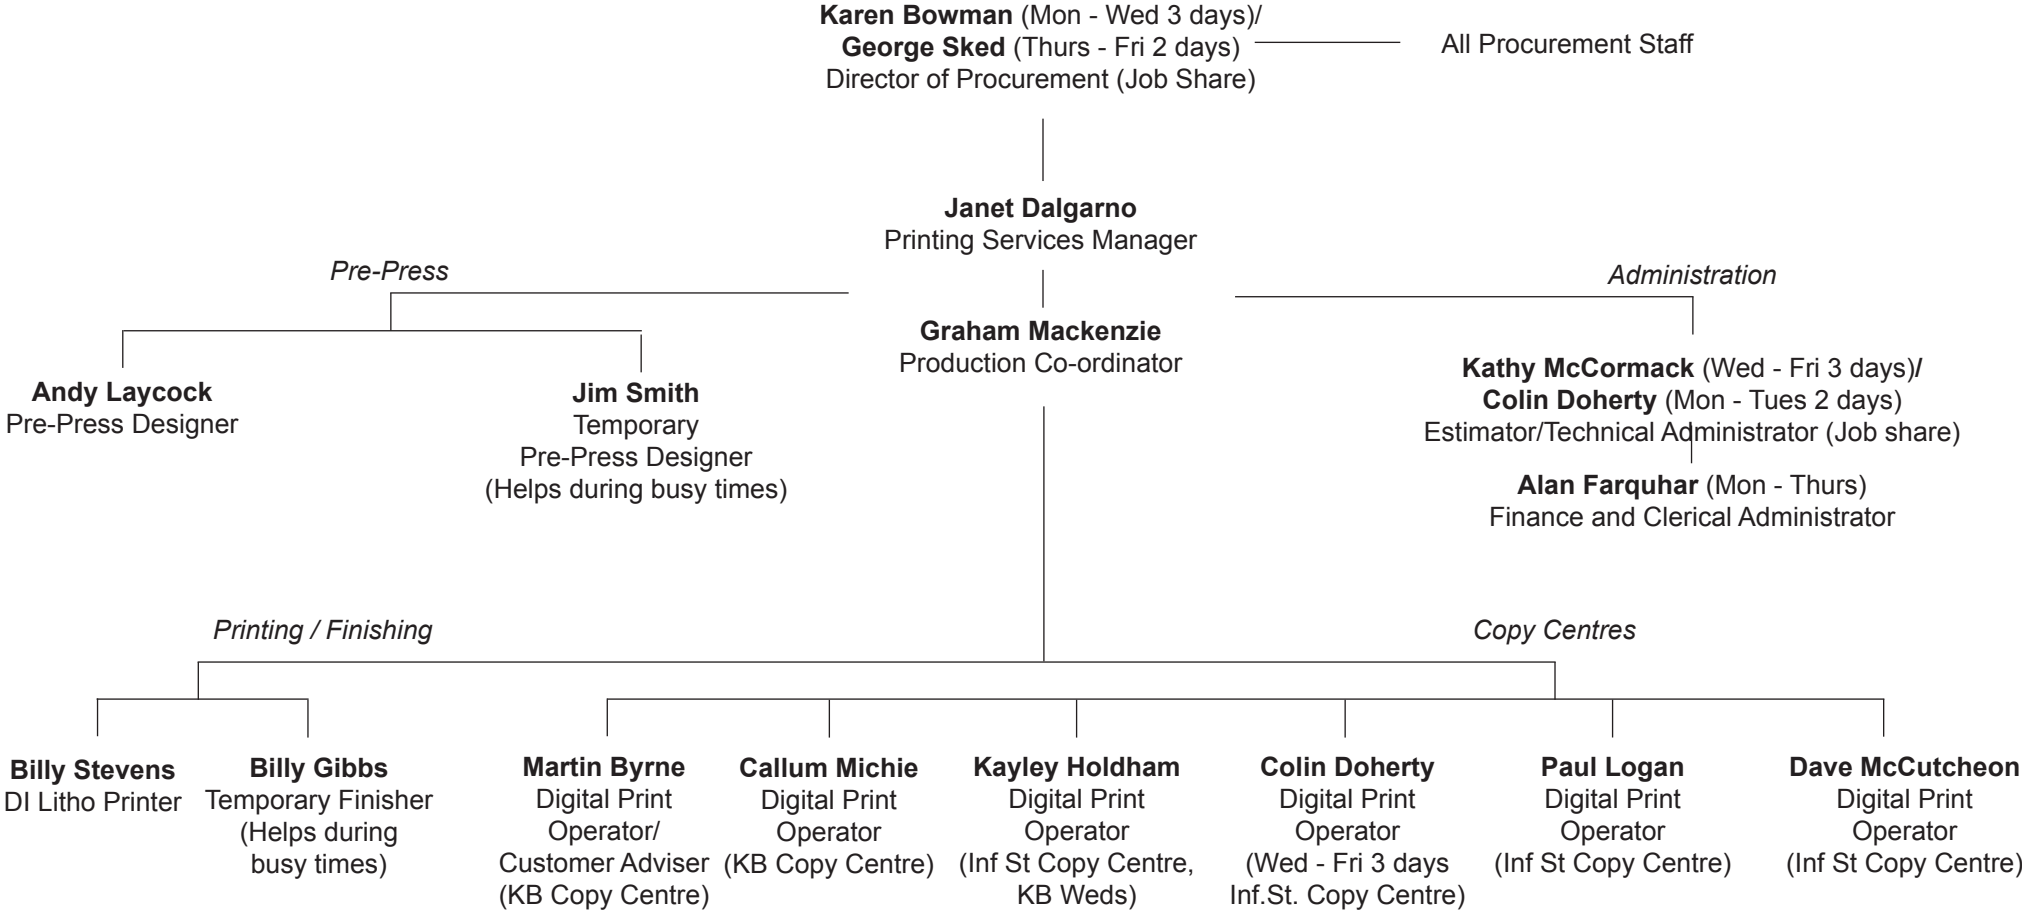 Karen Bowman (Mon - Wed 3 days)/
George Sked (Thurs - Fri 2 days)
Director of Procurement (Job Share)
All Procurement Staff
Janet Dalgarno
Printing Services Manager
Pre-Press
Administration
Graham Mackenzie
Production Co-ordinator
Andy Laycock
Pre-Press Designer
Jim Smith
Temporary
Pre-Press Designer
(Helps during busy times)
Kathy McCormack (Wed - Fri 3 days)/
Colin Doherty (Mon - Tues 2 days)
Estimator/Technical Administrator (Job share)
Alan Farquhar (Mon - Thurs)
Finance and Clerical Administrator
Printing / Finishing
Copy Centres
Billy Stevens
DI Litho Printer
Billy Gibbs
Temporary Finisher
(Helps during
busy times)
Martin Byrne
Digital Print
Operator/
Customer Adviser
(KB Copy Centre)
Callum Michie
Digital Print
Operator
(KB Copy Centre)
Kayley Holdham
Digital Print
Operator
(Inf St Copy Centre,
KB Weds)
Colin Doherty
Digital Print
Operator
(Wed - Fri 3 days
Inf.St. Copy Centre)
Paul Logan
Digital Print
Operator
(Inf St Copy Centre)
Dave McCutcheon
Digital Print
Operator
(Inf St Copy Centre)